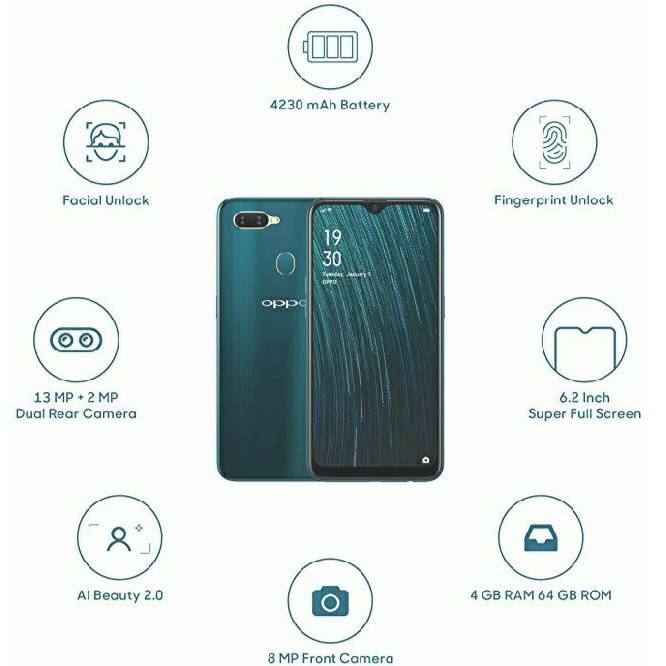 4230 mAh Battery
Facial Unlock
Fingerprint Unlock
19
30
Tuesday, January 1
OPPO
oppo
13 MP + 2 MP
Dual Rear Camera
6.2 Inch
Super Full Screen
AI Beauty 2.0
4 GB RAM 64 GB ROM
8 MP Front Camera